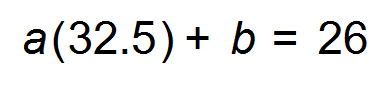 a(32.5) + b = 26